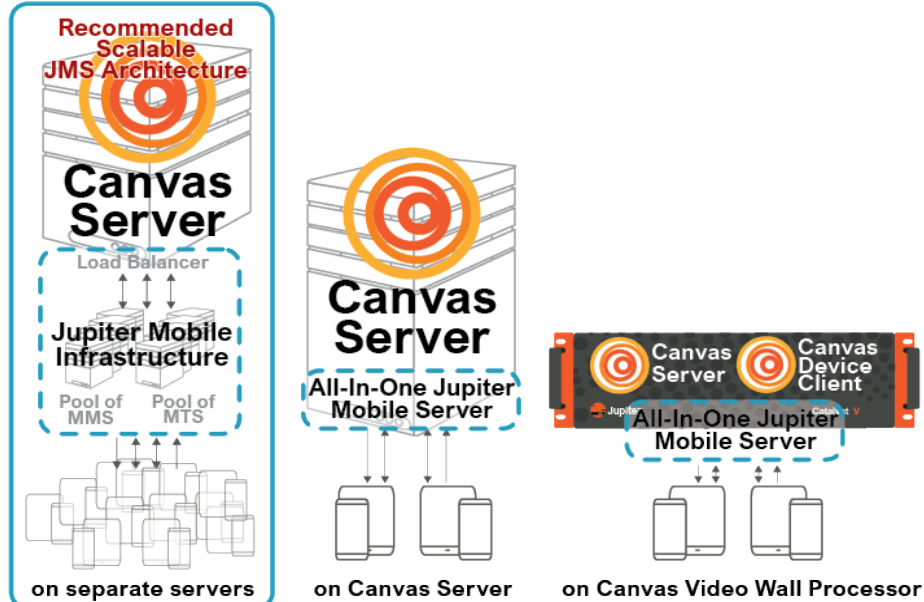 Recommended
Scalable
JMS Architecture
Canvas
Server
Load Balancer
Jupiter Mobile
Infrastructure
Pool of
MMS
Pool of
MTS
on separate servers
Canvas
Server
All-In-One Jupiter
Mobile Server
on Canvas Server
Canvas
Server
Canvas
Device
Client
Jupiter
Catalyst V
All-In-One Jupiter
Mobile Server
on Canvas Video Wall Processor